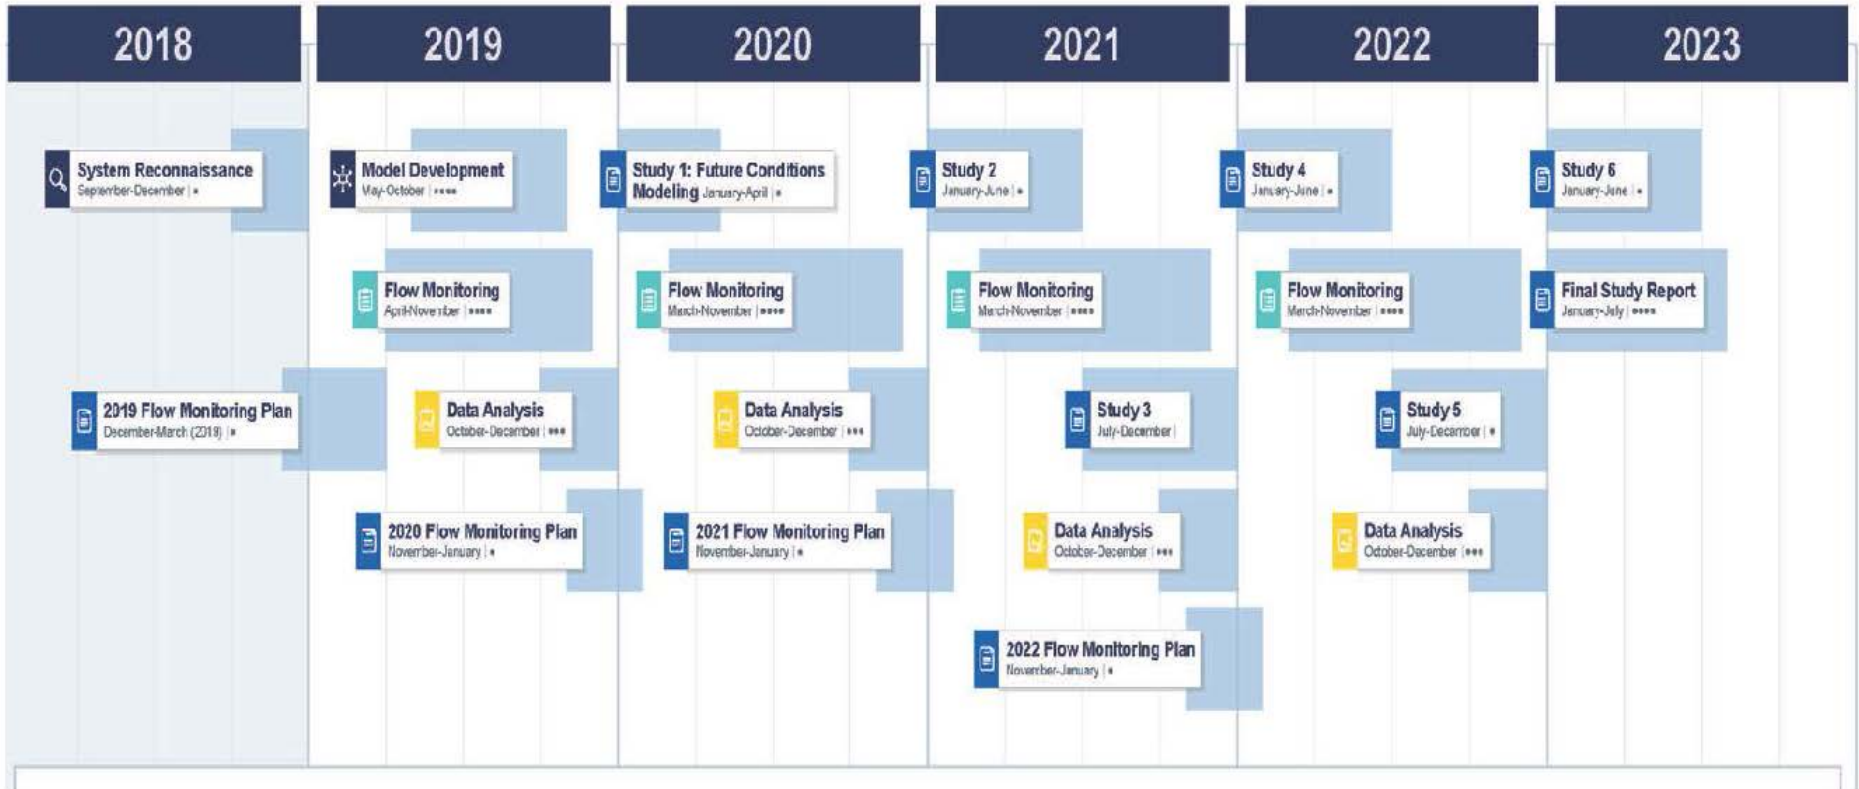 2018 2019 2020 2021 2022 2023
System Reconnaissance
September-December | •
Model Development
May-October | ••••
Study 1: Future Conditions
Modeling January-April | •
Study 2
January-June | •
Study 4
January-June | •
Study 6
January-June | •
Flow Monitoring
April-November | ••••
Flow Monitoring
March-November | ••••
Flow Monitoring
March-November | ••••
Flow Monitoring
March-November | ••••
Final Study Report
January-July | ••••
2019 Flow Monitoring Plan
December-March (2019) | •
Data Analysis
October-December | •••
Data Analysis
October-December | •••
Study 3
July-December |
Study 5
July-December | •
2020 Flow Monitoring Plan
November-January | •
2021 Flow Monitoring Plan
November-January | •
Data Analysis
October-December | •••
Data Analysis
October-December | •••
2022 Flow Monitoring Plan
November-January | •